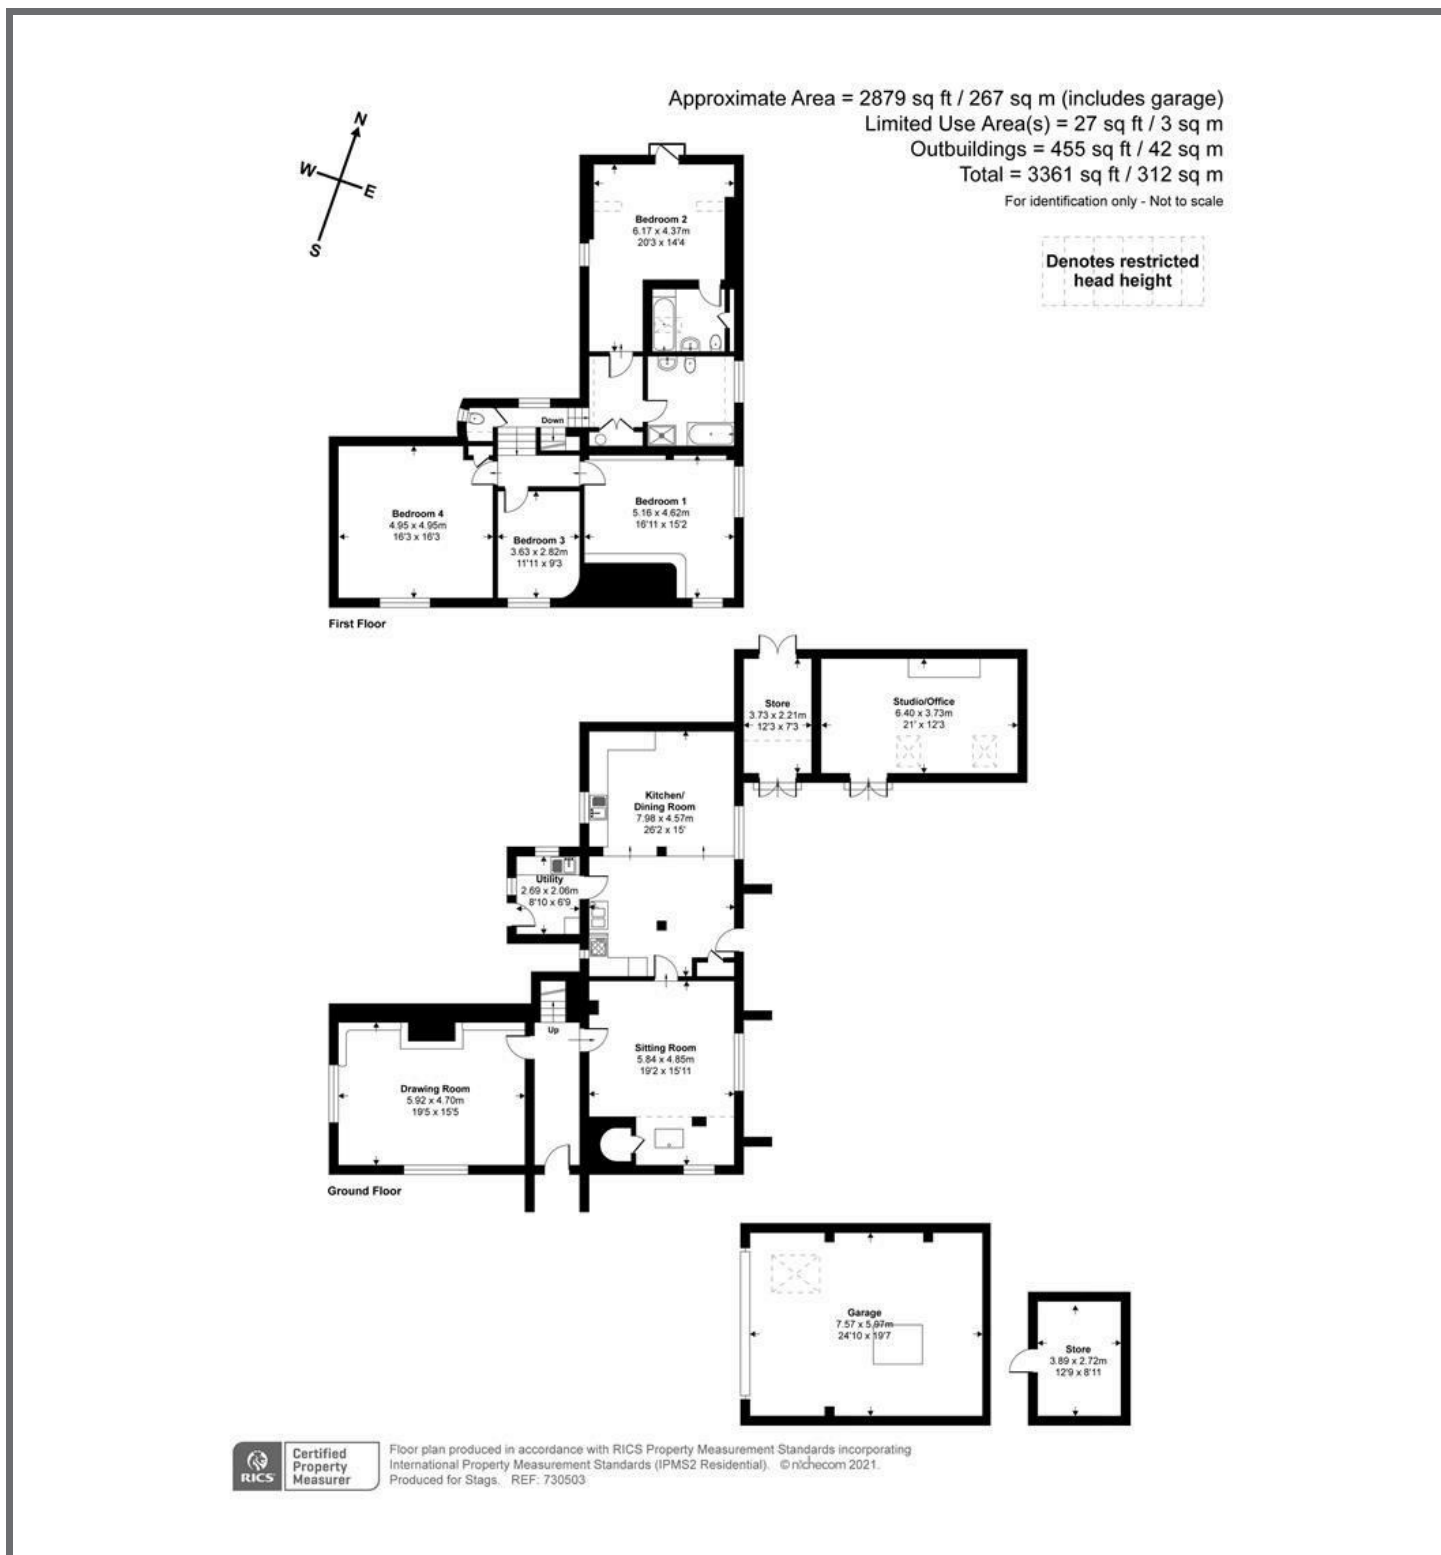 Approximate Area = 2879 sq ft / 267 sq m (includes garage)
Limited Use Area(s) = 27 sq ft / 3 sq m
Outbuildings = 455 sq ft / 42 sq m
Total = 3361 sq ft / 312 sq m
For identification only - Not to scale
N
W
E
S
Denotes restricted
head height
Bedroom 2
6.17 x 4.37m
20'3 x 14'4
Down
Bedroom 4
4.95 x 4.95m
16'3 x 16'3
Bedroom 3
3.63 x 2.82m
11'11 x 9'3
Bedroom 1
5.16 x 4.62m
16'11 x 15'2
First Floor
Store
3.73 x 2.21m
12'3 x 7'3
Studio/Office
6.40 x 3.73m
21' x 12'3
Kitchen/
Dining Room
7.98 x 4.57m
26'2 x 15'
Utility
2.69 x 2.06m
8'10 x 6'9
Up
Sitting Room
5.84 x 4.85m
19'2 x 15'11
Drawing Room
5.92 x 4.70m
19'5 x 15'5
Ground Floor
Garage
7.57 x 5.97m
24'10 x 19'7
Store
3.89 x 2.72m
12'9 x 8'11
RICS
Certified
Property
Measurer
Floor plan produced in accordance with RICS Property Measurement Standards incorporating
International Property Measurement Standards (IPMS2 Residential). © nichecom 2021.
Produced for Stags. REF: 730503